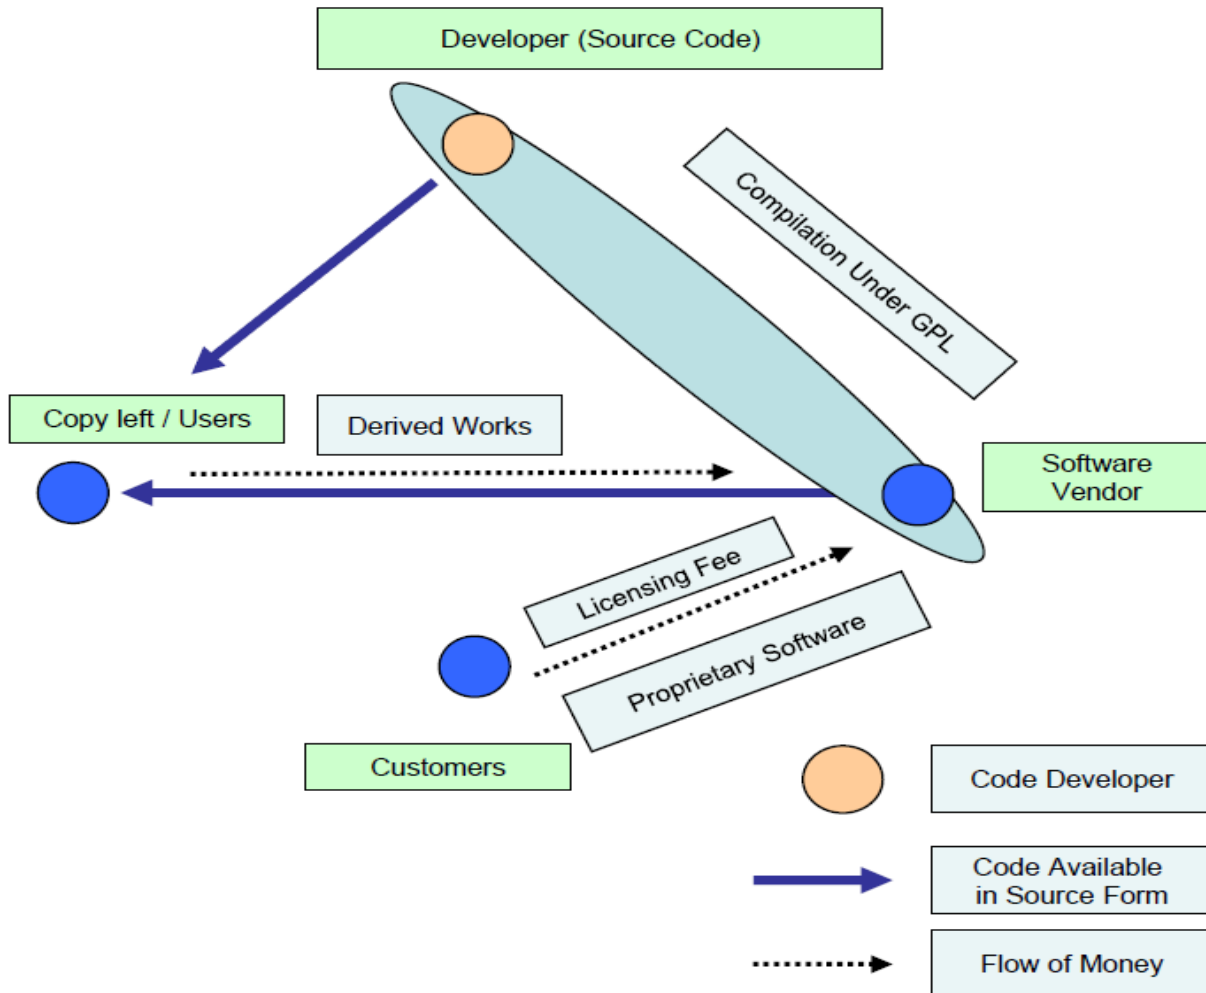 Developer (Source Code)
Compilation Under GPL
Copy left / Users
Derived Works
Software
Vendor
Licensing Fee
Proprietary Software
Customers
Code Developer
Code Available
in Source Form
Flow of Money